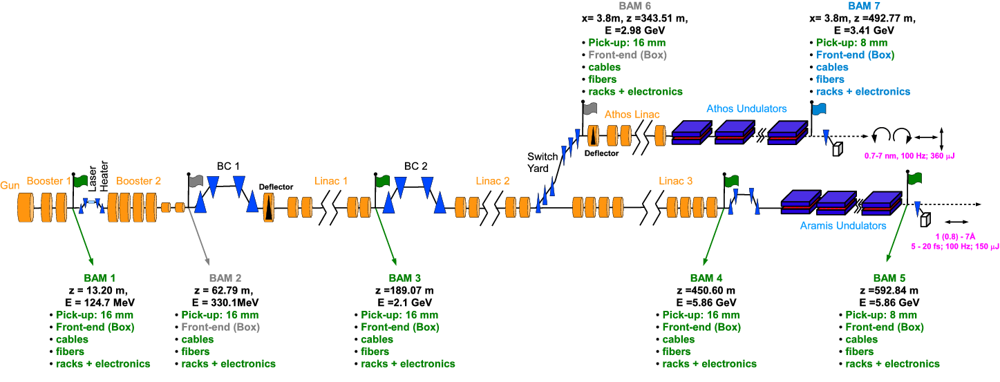 BAM 6
x= 3.8m, z =343.51 m,
E =2.98 GeV
• Pick-up: 16 mm
• Front-end (Box)
• cables
• fibers
• racks + electronics
BAM 7
x= 3.8m, z =492.77 m,
E =3.41 GeV
• Pick-up: 8 mm
• Front-end (Box)
• cables
• fibers
• racks + electronics
Athos Linac
Deflector
Athos Undulators
0.7-7 nm, 100 Hz; 360 µJ
Switch
Yard
Gun
Booster 1
Laser
Heater
Booster 2
BC 1
Deflector
Linac 1
BC 2
Linac 2
Linac 3
Aramis Undulators
1 (0.8) - 7Å
5 - 20 fs; 100 Hz; 150 µJ
BAM 1
z = 13.20 m,
E = 124.7 MeV
• Pick-up: 16 mm
• Front-end (Box)
• cables
• fibers
• racks + electronics
BAM 2
z = 62.79 m,
E = 330.1MeV
• Pick-up: 16 mm
• Front-end (Box)
• cables
• fibers
• racks + electronics
BAM 3
z =189.07 m
E =2.1 GeV
• Pick-up: 16 mm
• Front-end (Box)
• cables
• fibers
• racks + electronics
BAM 4
z =450.60 m
E =5.86 GeV
• Pick-up: 16 mm
• Front-end (Box)
• cables
• fibers
• racks + electronics
BAM 5
z =592.84 m
E =5.86 GeV
• Pick-up: 8 mm
• Front-end (Box)
• cables
• fibers
• racks + electronics